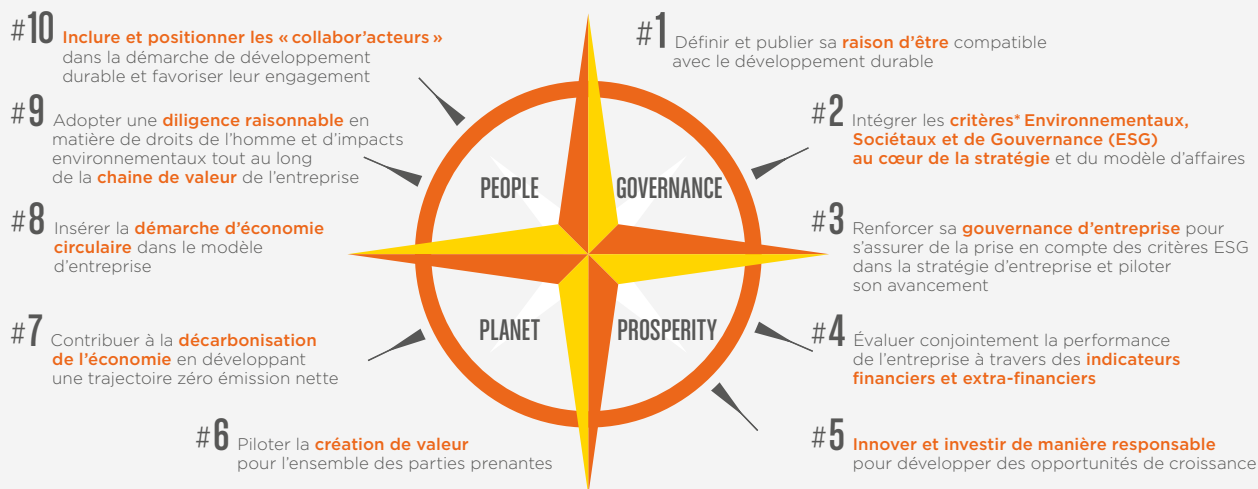 #1 Définir et publier sa raison d'être compatible
avec le développement durable
#2 Intégrer les critères* Environnementaux,
Sociétaux et de Gouvernance (ESG)
au cœur de la stratégie et du modèle d'affaires
#3 Renforcer sa gouvernance d'entreprise pour
s'assurer de la prise en compte des critères ESG
dans la stratégie d'entreprise et piloter
son avancement
#4 Évaluer conjointement la performance
de l'entreprise à travers des indicateurs
financiers et extra-financiers
#5 Innover et investir de manière responsable
pour développer des opportunités de croissance
#6 Piloter la création de valeur
pour l'ensemble des parties prenantes
#7 Contribuer à la décarbonisation
de l'économie en développant
une trajectoire zéro émission nette
#8 Insérer la démarche d'économie
circulaire dans le modèle
d'entreprise
#9 Adopter une diligence raisonnable en
matière de droits de l'homme et d'impacts
environnementaux tout au long
de la chaine de valeur de l'entreprise
#10 Inclure et positionner les « collabor'acteurs »
dans la démarche de développement
durable et favoriser leur engagement
PEOPLE
GOVERNANCE
PLANET
PROSPERITY